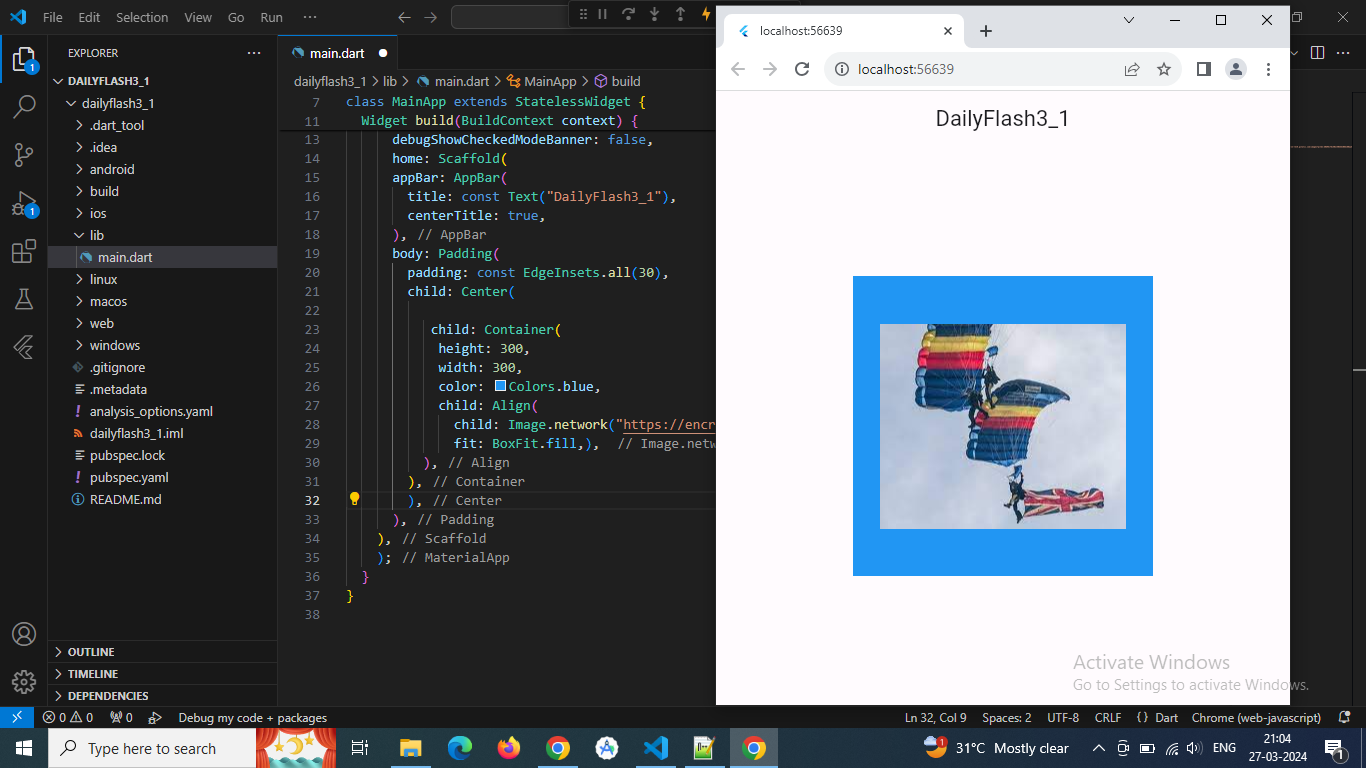 File Edit Selection View Go Run ···
EXPLORER ···
DAILYFLASH3_1
dailyflash3_1
.dart_tool
.idea
android
build
ios
lib
main.dart
linux
macos
web
windows
.gitignore
.metadata
analysis_options.yaml
dailyflash3_1.iml
pubspec.lock
pubspec.yaml
README.md
OUTLINE
TIMELINE
DEPENDENCIES
1
1
main.dart
dailyflash3_1 > lib > main.dart > MainApp > build
7 class MainApp extends StatelessWidget {
11 Widget build(BuildContext context) {
13 debugShowCheckedModeBanner: false,
14 home: Scaffold(
15 appBar: AppBar(
16 title: const Text("DailyFlash3_1"),
17 centerTitle: true,
18 ), // AppBar
19 body: Padding(
20 padding: const EdgeInsets.all(30),
21 child: Center(
22
23 child: Container(
24 height: 300,
25 width: 300,
26 color: Colors.blue,
27 child: Align(
28 child: Image.network("https://encr
29 fit: BoxFit.fill,), // Image.netw
30 ), // Align
31 ), // Container
32 ), // Center
33 ), // Padding
34 ), // Scaffold
35 ); // MaterialApp
36 }
37 }
38
localhost:56639
localhost:56639
DailyFlash3_1
Activate Windows
Go to Settings to activate Windows.
0 0 0 Debug my code + packages
Ln 32, Col 9 Spaces: 2 UTF-8 CRLF {} Dart Chrome (web-javascript)
Type here to search
1 31°C Mostly clear ENG
21:04
27-03-2024
1